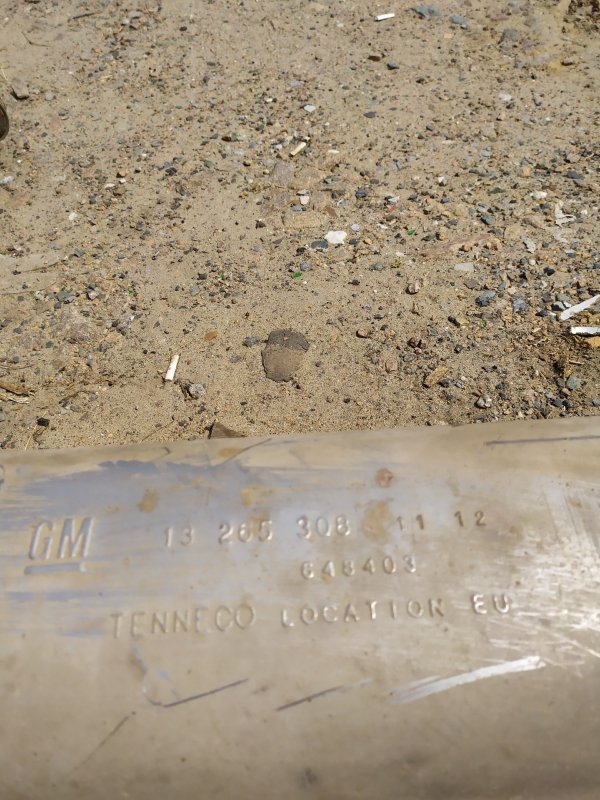 GM 13 265 308 11 12
648403
TENNECO LOCATION EU